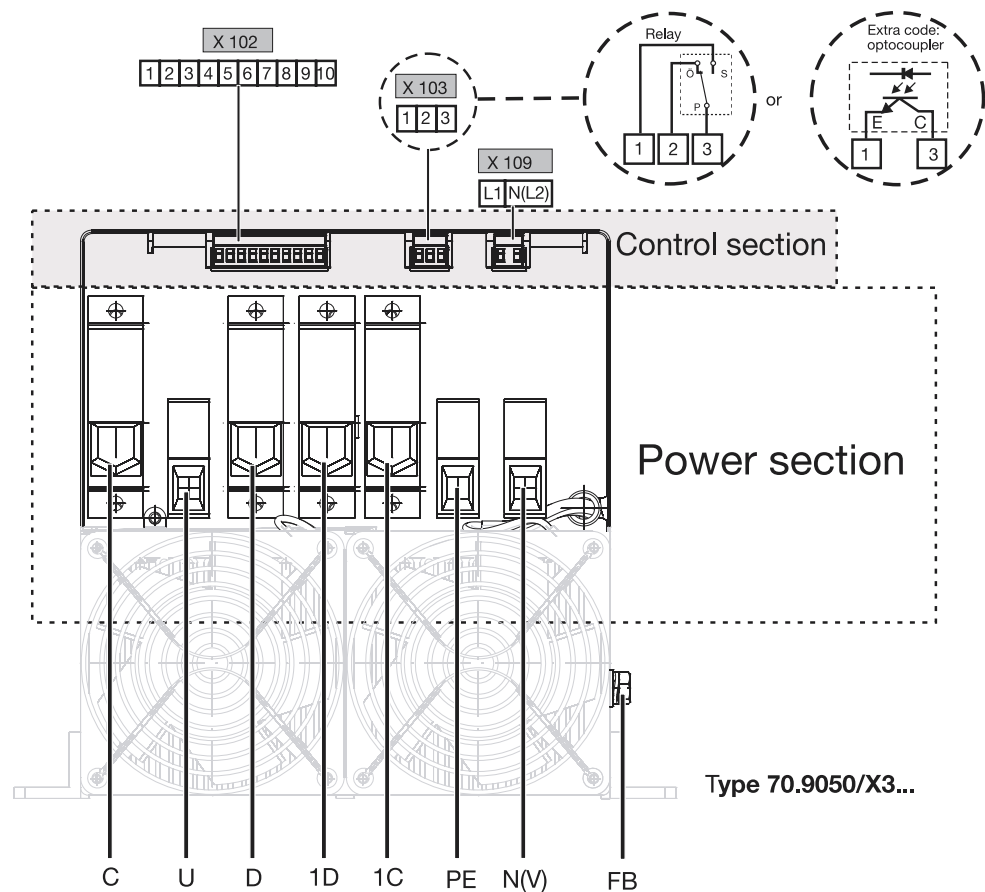 X 102
1 2 3 4 5 6 7 8 9 10
X 103
1 2 3
Relay
Ö S
P
1 2 3
or
Extra code:
optocoupler
E C
1 3
X 109
L1 N(L2)
Control section
Power section
Type 70.9050/X3...
C U D 1D 1C PE N(V) FB